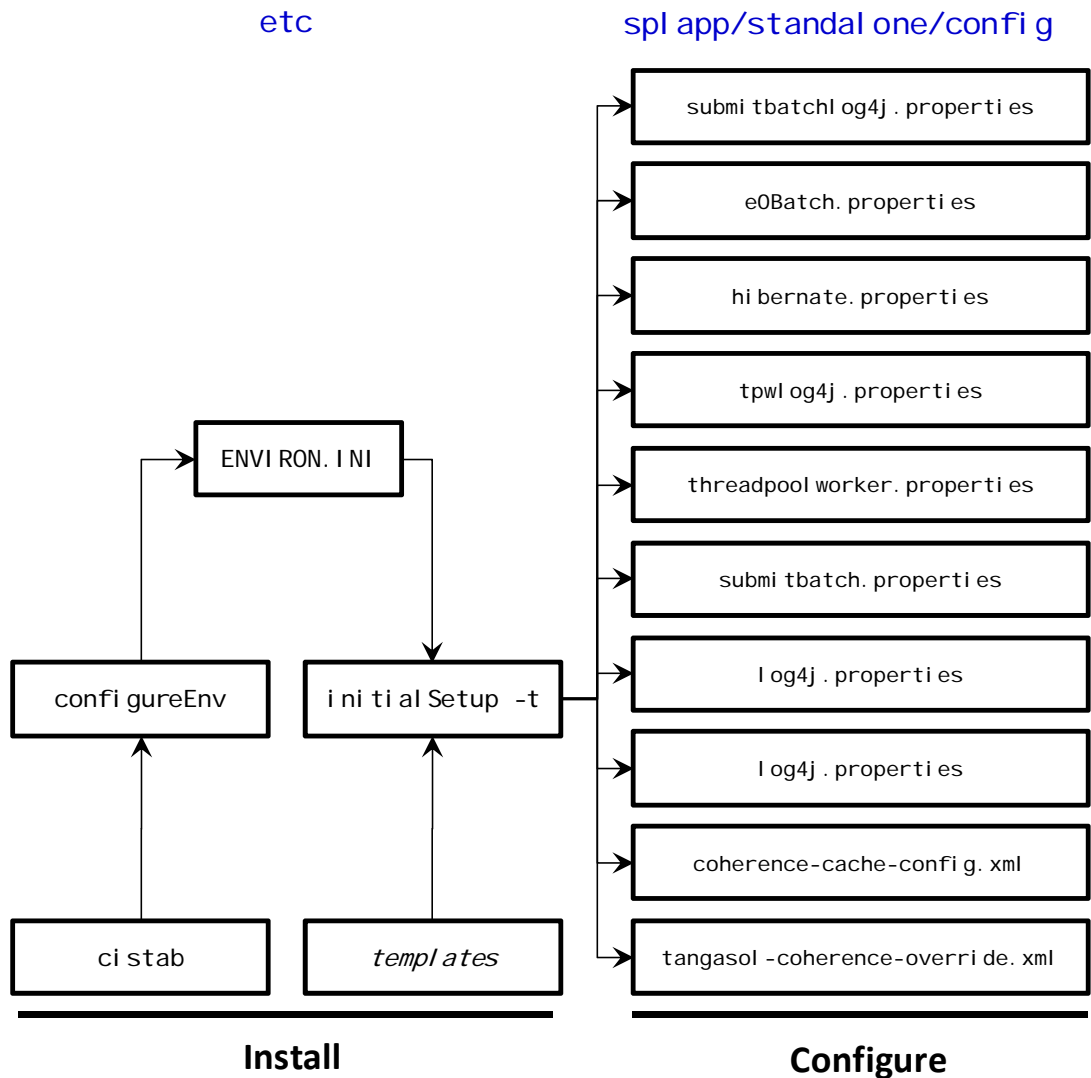 etc
splapp/standalone/config
submitbatchlog4j.properties
e0Batch.properties
hibernate.properties
tpwlog4j.properties
ENVIRON.INI
threadpoolworker.properties
submitbatch.properties
configureEnv
initialSetup -t
log4j.properties
log4j.properties
coherence-cache-config.xml
cistab
templates
tangasol-coherence-override.xml
Install
Configure